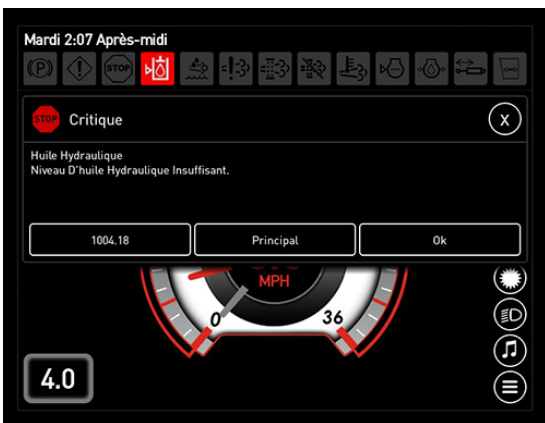 Mardi 2:07 Après-midi
P
STOP
STOP Critique X
Huile Hydraulique
Niveau D'huile Hydraulique Insuffisant.
1004.18 Principal Ok
MPH
0 36
4.0